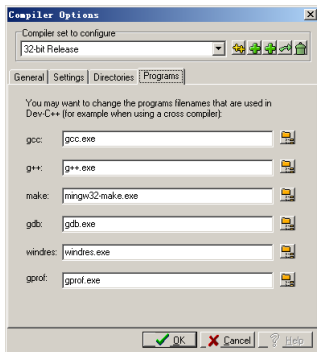 Compiler Options
Compiler set to configure
32-bit Release
General Settings Directories Programs
You may want to change the programs filenames that are used in
Dev-C++ (for example when using a cross compiler):
gcc: gcc.exe
g++: g++.exe
make: mingw32-make.exe
gdb: gdb.exe
windres: windres.exe
gprof: gprof.exe
OK Cancel Help